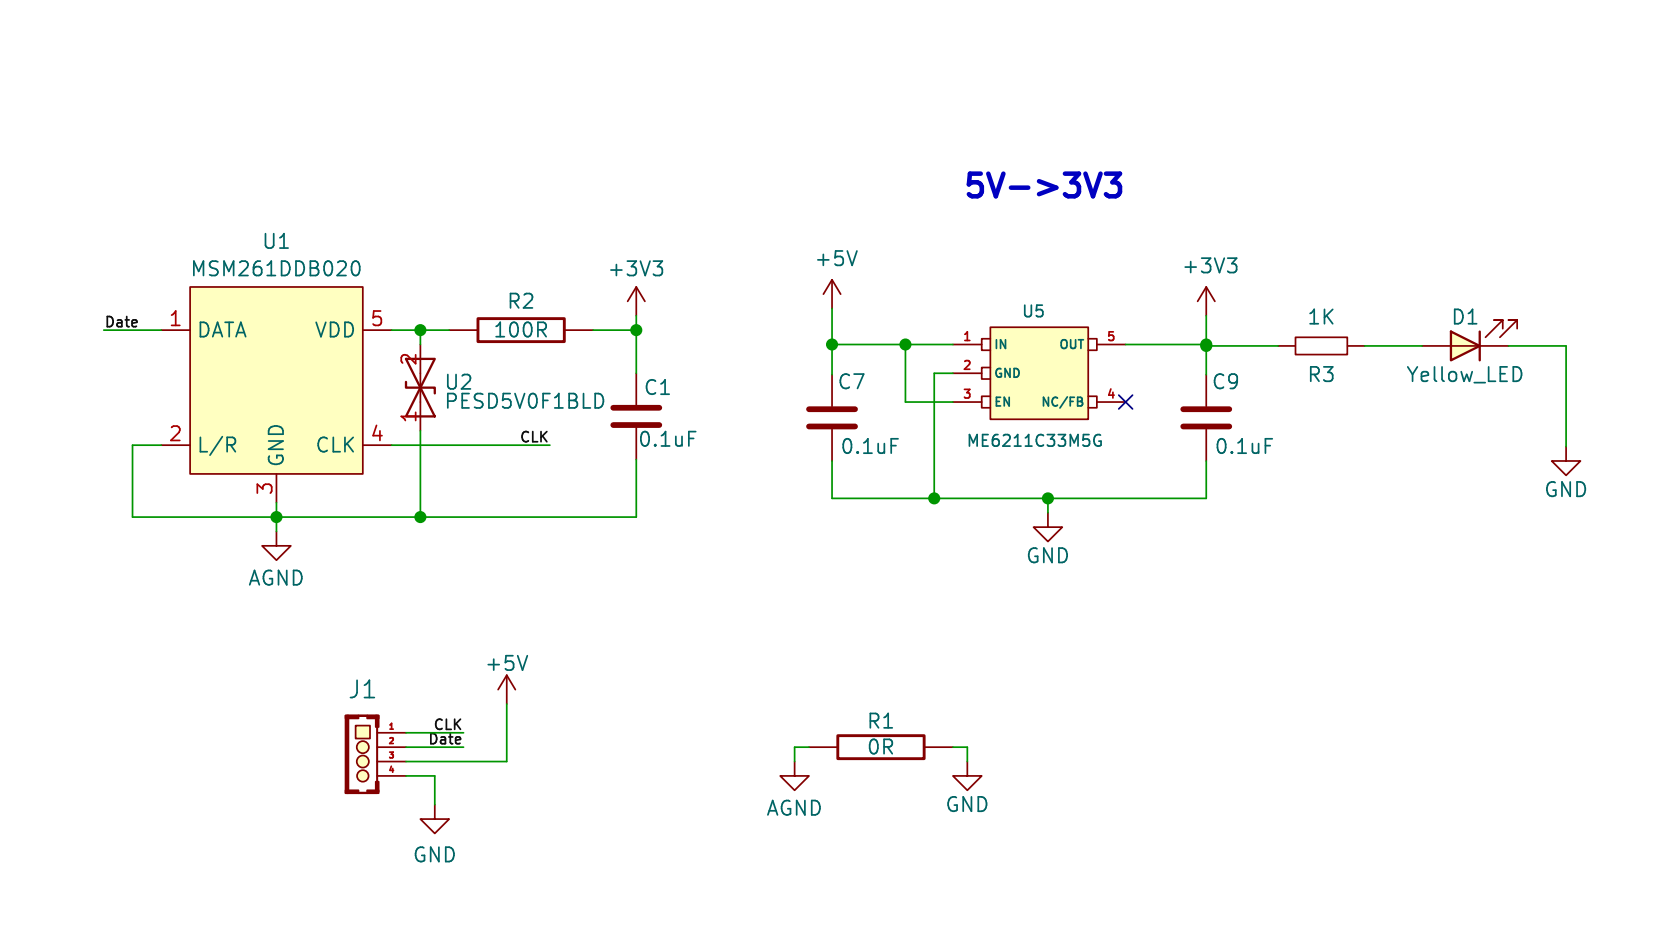 5V->3V3
U1
MSM261DDB020
Date
1
DATA
VDD
5
2
L/R
GND
3
CLK
4
CLK
AGND
R2
100R
+3V3
2
1
U2
PESD5V0F1BLD
C1
0.1uF
+5V
C7
0.1uF
U5
1
IN
2
GND
3
EN
OUT
5
NC/FB
4
ME6211C33M5G
GND
+3V3
C9
0.1uF
1K
R3
D1
Yellow_LED
GND
J1
1
2
3
4
CLK
Date
+5V
GND
R1
0R
AGND
GND